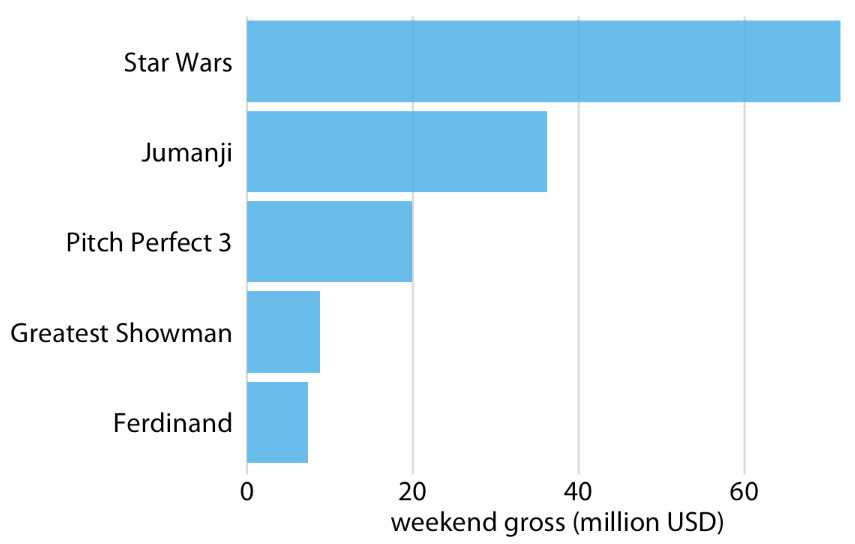 Star Wars
Jumanji
Pitch Perfect 3
Greatest Showman
Ferdinand
0 20 40 60
weekend gross (million USD)